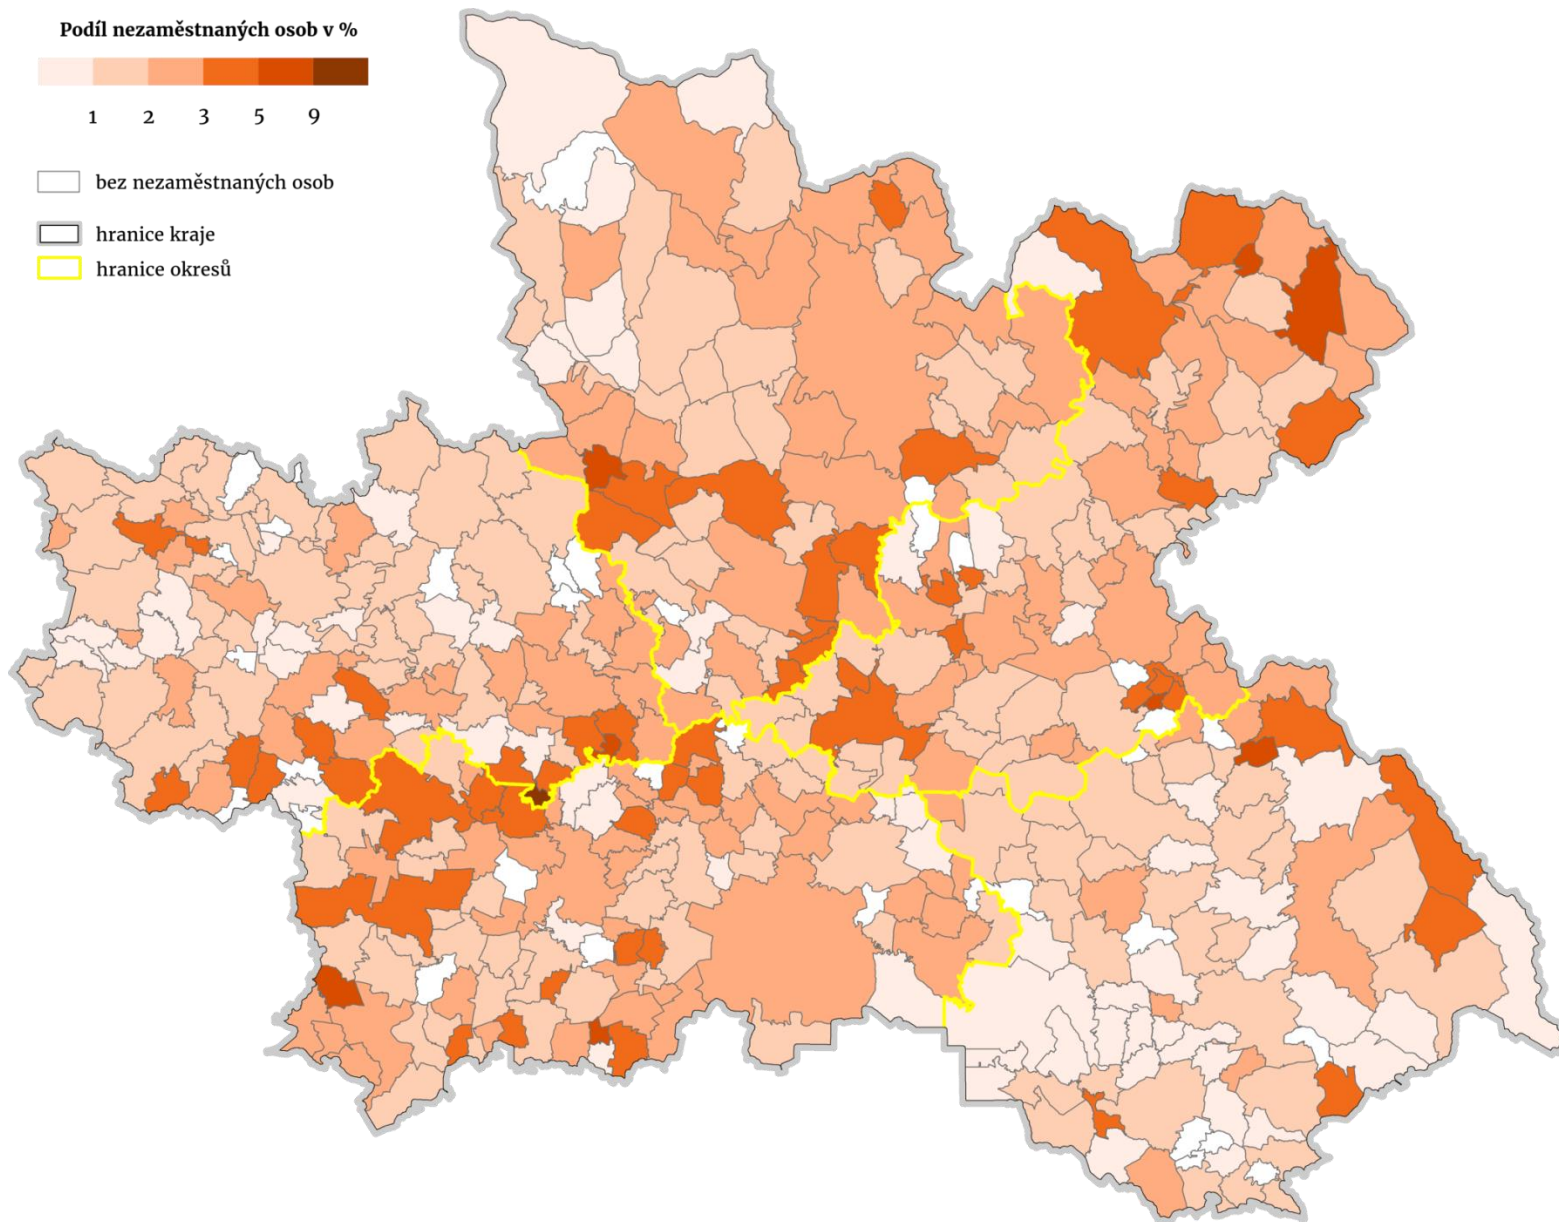 Podíl nezaměstnaných osob v %
1 2 3 5 9
bez nezaměstnaných osob
hranice kraje
hranice okresů